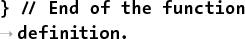 } // End of the function
→ definition.